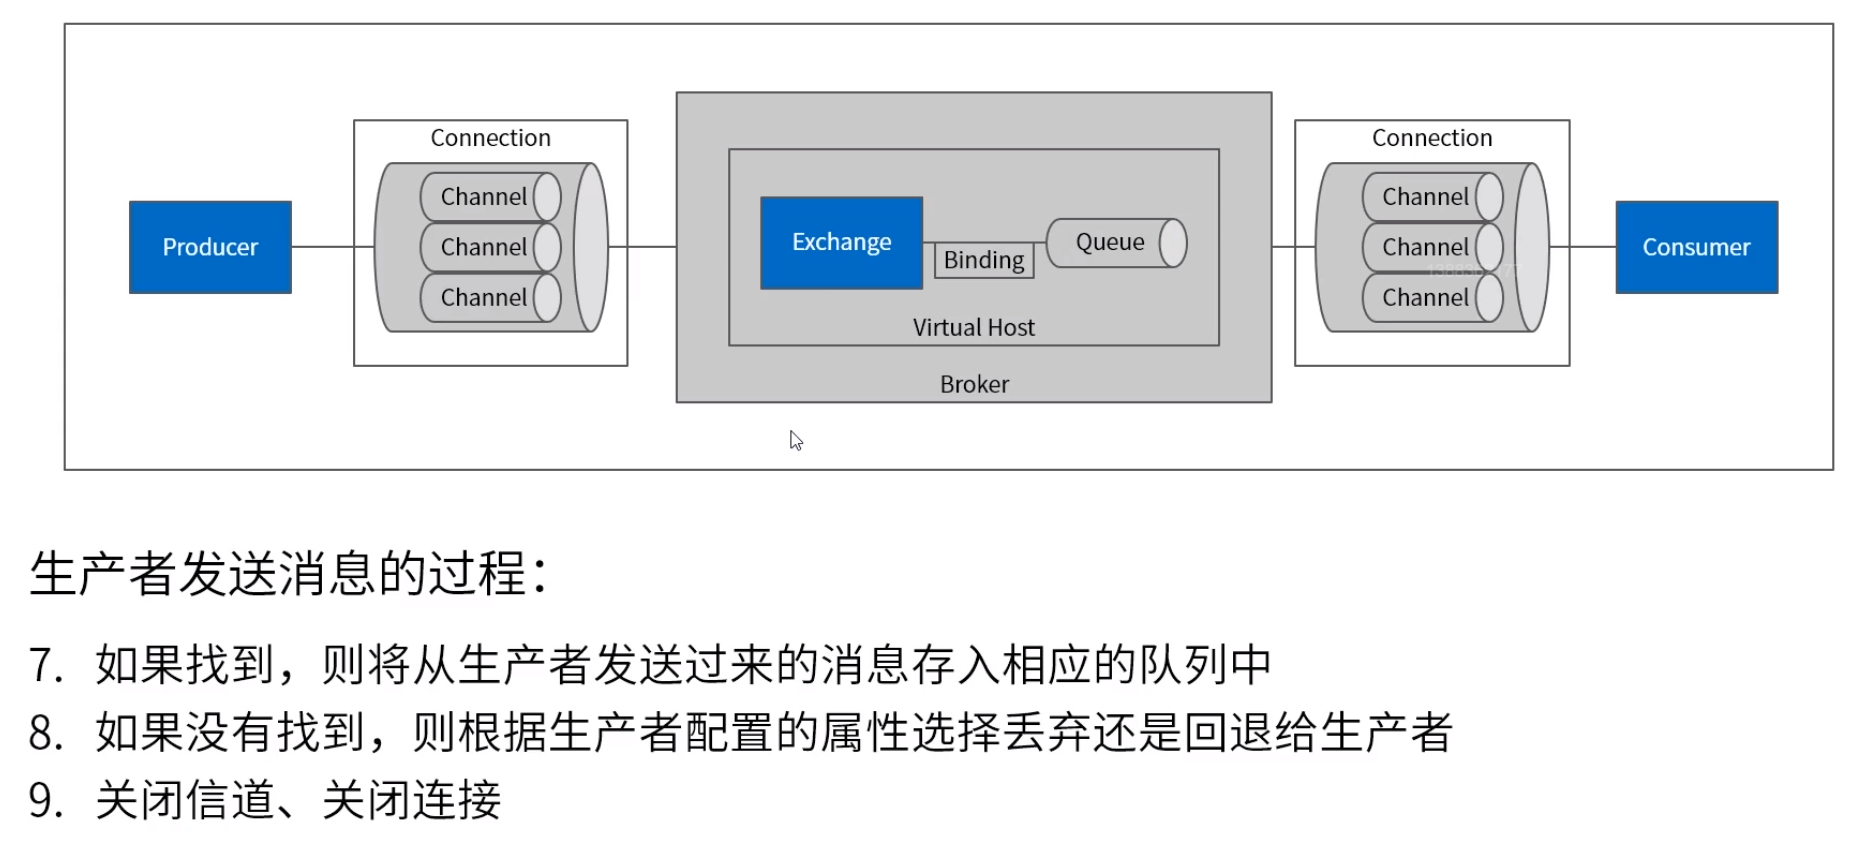 Connection
Connection
Channel
Channel
Channel
Channel
Channel
Channel
Producer
Exchange
Binding
Queue
Consumer
Virtual Host
Broker
生产者发送消息的过程：
7. 如果找到，则将从生产者发送过来的消息存入相应的队列中
8. 如果没有找到，则根据生产者配置的属性选择丢弃还是回退给生产者
9. 关闭信道、关闭连接